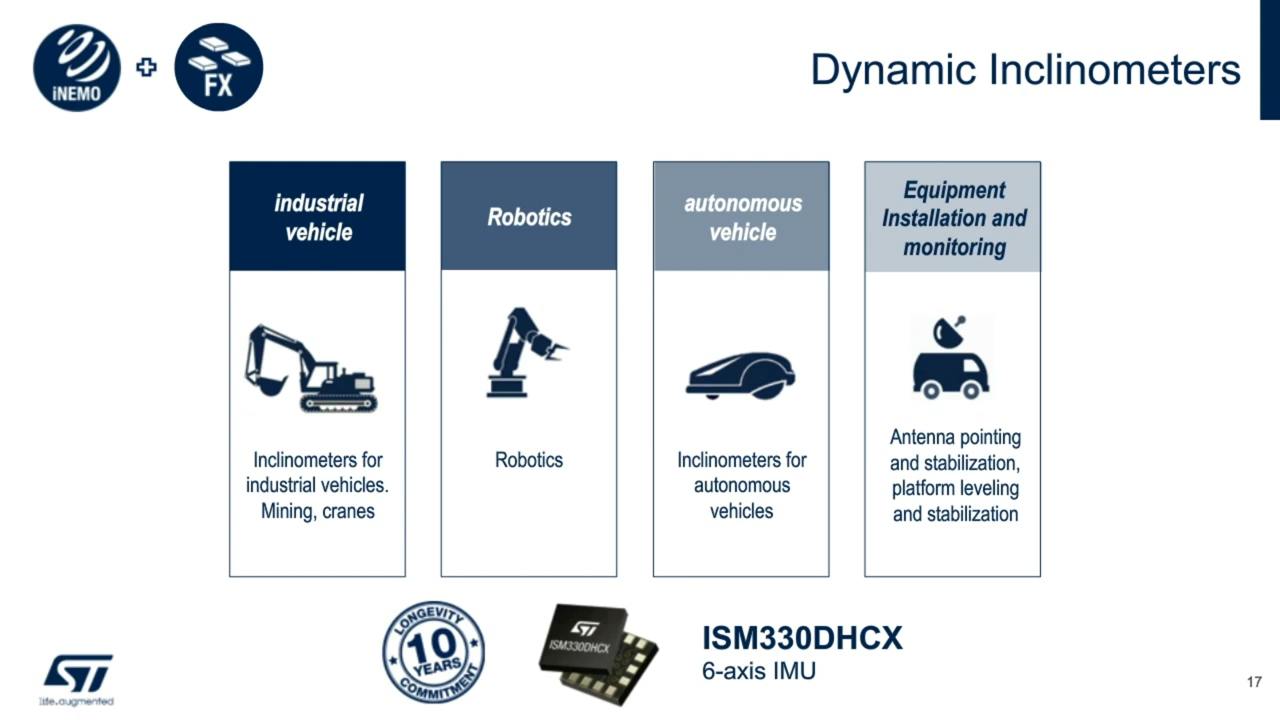 iNEMO
FX
Dynamic Inclinometers
industrial
vehicle
Robotics
autonomous
vehicle
Equipment
Installation and
monitoring
Inclinometers for
industrial vehicles.
Mining, cranes
Robotics
Inclinometers for
autonomous
vehicles
Antenna pointing
and stabilization,
platform leveling
and stabilization
LONGEVITY
10
YEARS
COMMITMENT
ST
ISM330DHCX
ISM330DHCX
6-axis IMU
ST
life.augmented
17